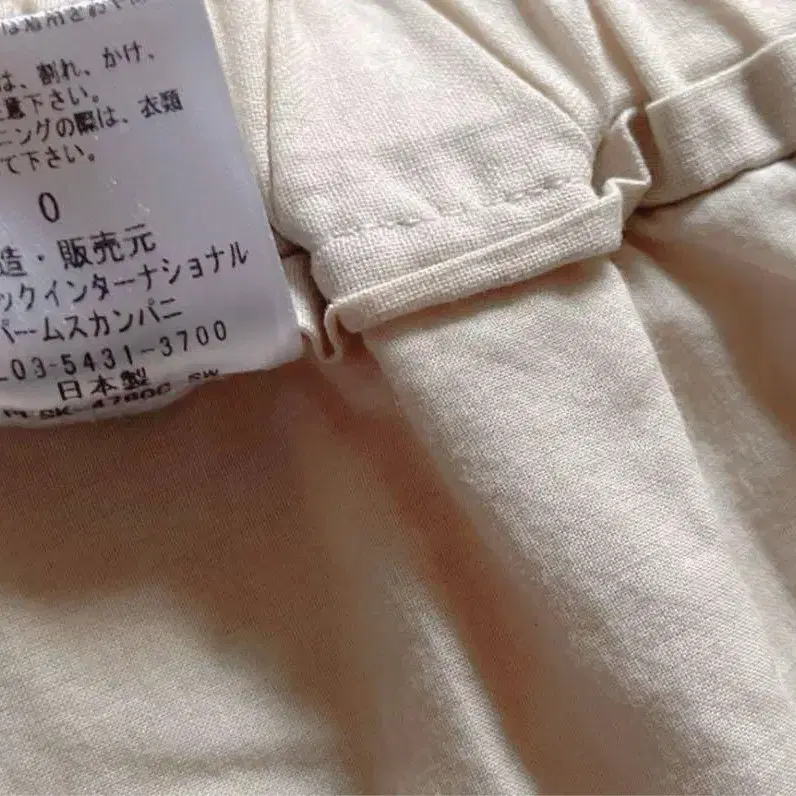 は、割れ、かけ、
意下さい。
ニングの際は、衣類
て下さい。
0
造・販売元
ックインターナショナル
パームスカンパニ
03-5431-3700
日本製